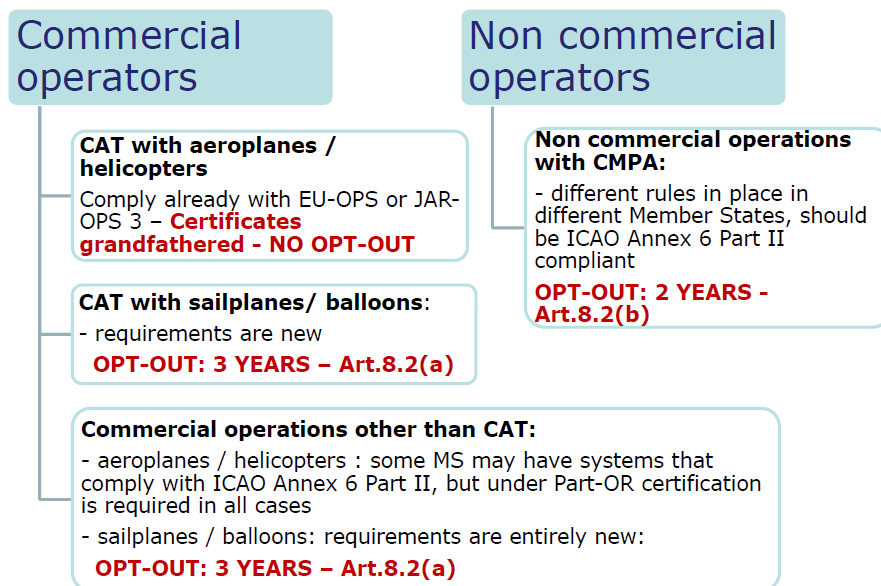 Commercial
operators
CAT with aeroplanes /
helicopters
Comply already with EU-OPS or JAR-
OPS 3 – Certificates
grandfathered - NO OPT-OUT
CAT with sailplanes/ balloons:
- requirements are new
OPT-OUT: 3 YEARS – Art.8.2(a)
Commercial operations other than CAT:
- aeroplanes / helicopters : some MS may have systems that
comply with ICAO Annex 6 Part II, but under Part-OR certification
is required in all cases
- sailplanes / balloons: requirements are entirely new:
OPT-OUT: 3 YEARS – Art.8.2(a)
Non commercial
operators
Non commercial operations
with CMPA:
- different rules in place in
different Member States, should
be ICAO Annex 6 Part II
compliant
OPT-OUT: 2 YEARS -
Art.8.2(b)